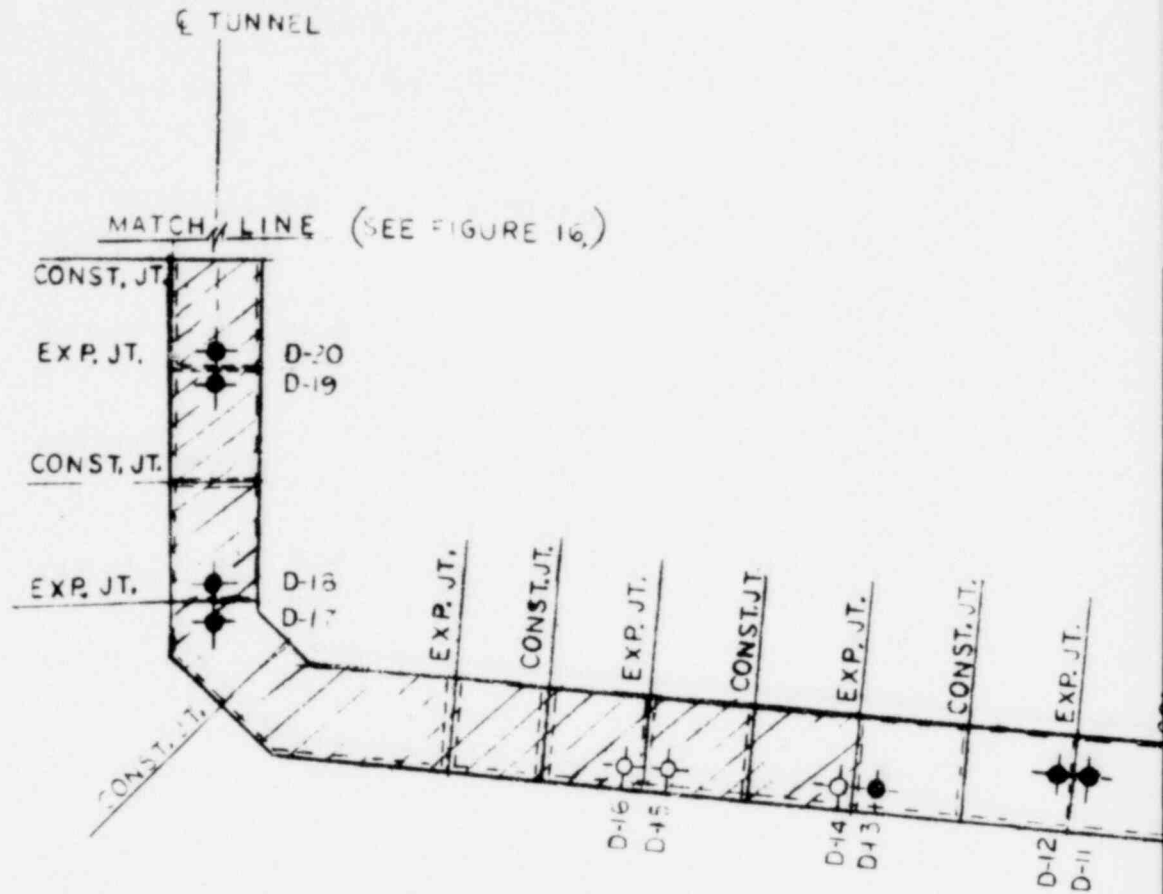 ℄ TUNNEL
MATCH LINE (SEE FIGURE 16.)
CONST. JT.
EXP. JT.
D-20
D-19
CONST. JT.
EXP. JT.
D-18
D-17
CONST. JT.
EXP. JT.
CONST. JT.
EXP. JT.
CONST. JT.
EXP. JT.
CONST. JT.
EXP. JT.
D-16
D-15
D-14
D-13
D-12
D-11